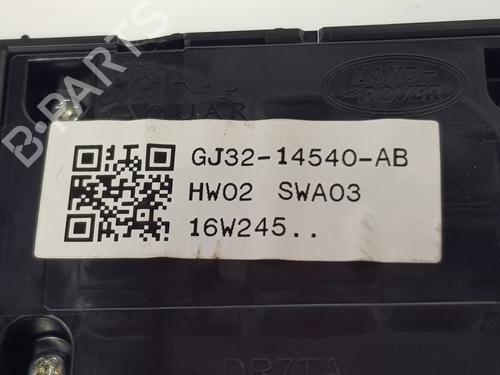 B-PARTS
JAGUAR
LAND-
ROVER
GJ32-14540-AB
HW02 SWA03
16W245..